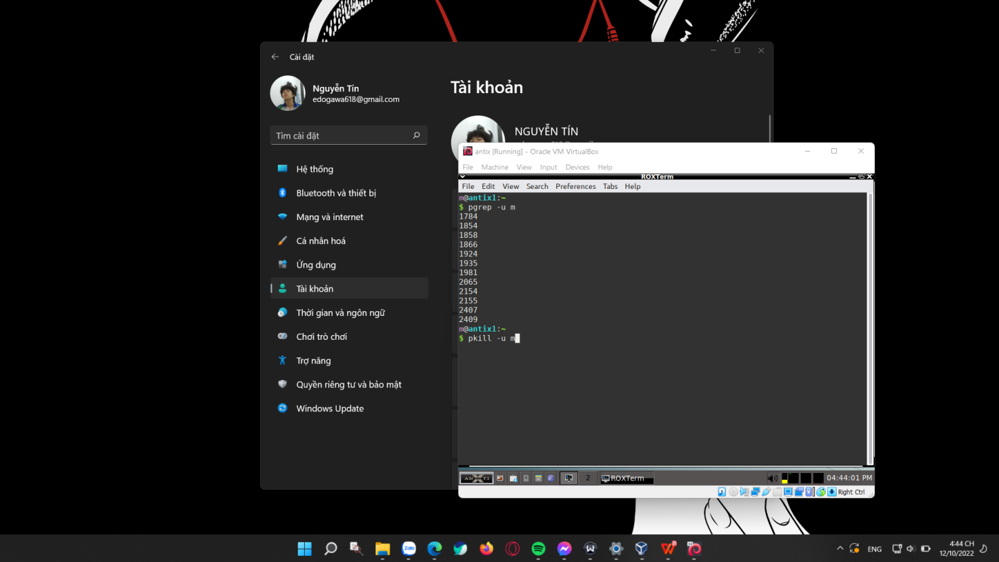 Cài đặt
Nguyễn Tín
edogawa618@gmail.com
Tìm cài đặt
Hệ thống
Bluetooth và thiết bị
Mạng và internet
Cá nhân hoá
Ứng dụng
Tài khoản
Thời gian và ngôn ngữ
Chơi trò chơi
Trợ năng
Quyền riêng tư và bảo mật
Windows Update
Tài khoản
NGUYỄN TÍN
antix [Running] - Oracle VM VirtualBox
File Machine View Input Devices Help
ROXTerm
File Edit View Search Preferences Tabs Help
m@antix1:~
$ pgrep -u m
1784
1854
1858
1866
1924
1935
1981
2065
2154
2155
2407
2409
m@antix1:~
$ pkill -u m
ANXTI 2 ROXTerm 04:44:01 PM
Right Ctrl
Zalo
ENG
4:44 CH
12/10/2022